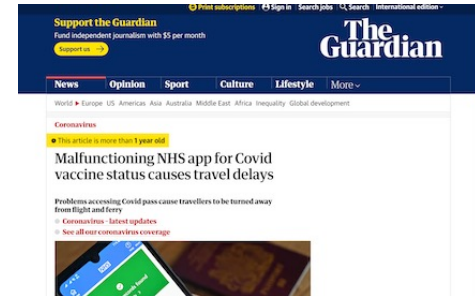 Print subscriptions Sign in Search jobs Search International edition
Support the Guardian
Fund independent journalism with $5 per month
Support us →
The
Guardian
News Opinion Sport Culture Lifestyle More
World ▸ Europe US Americas Asia Australia Middle East Africa Inequality Global development
Coronavirus
This article is more than 1 year old
Malfunctioning NHS app for Covid
vaccine status causes travel delays
Problems accessing Covid pass cause travellers to be turned away
from flight and ferry
Coronavirus - latest updates
See all our coronavirus coverage
NHS